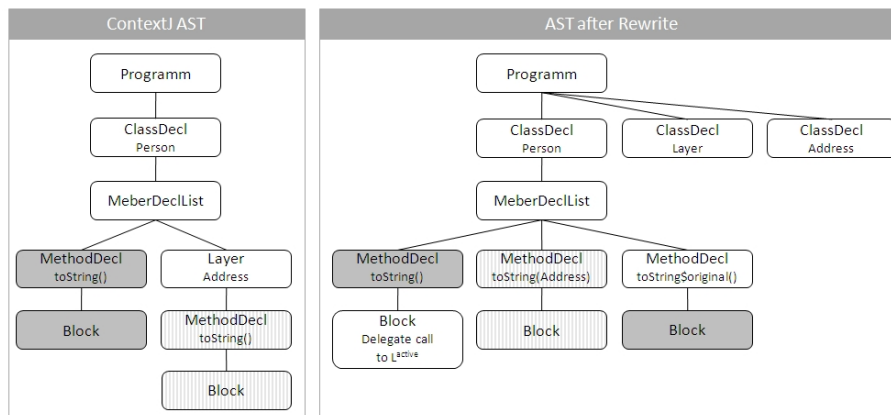 ContextJ AST
Programm
ClassDecl
Person
MeberDeclList
MethodDecl
toString()
Layer
Address
Block
MethodDecl
toString()
Block
AST after Rewrite
Programm
ClassDecl
Person
ClassDecl
Layer
ClassDecl
Address
MeberDeclList
MethodDecl
toString()
MethodDecl
toString(Address)
MethodDecl
toString$original()
Block
Delegate call
to Lactive
Block
Block